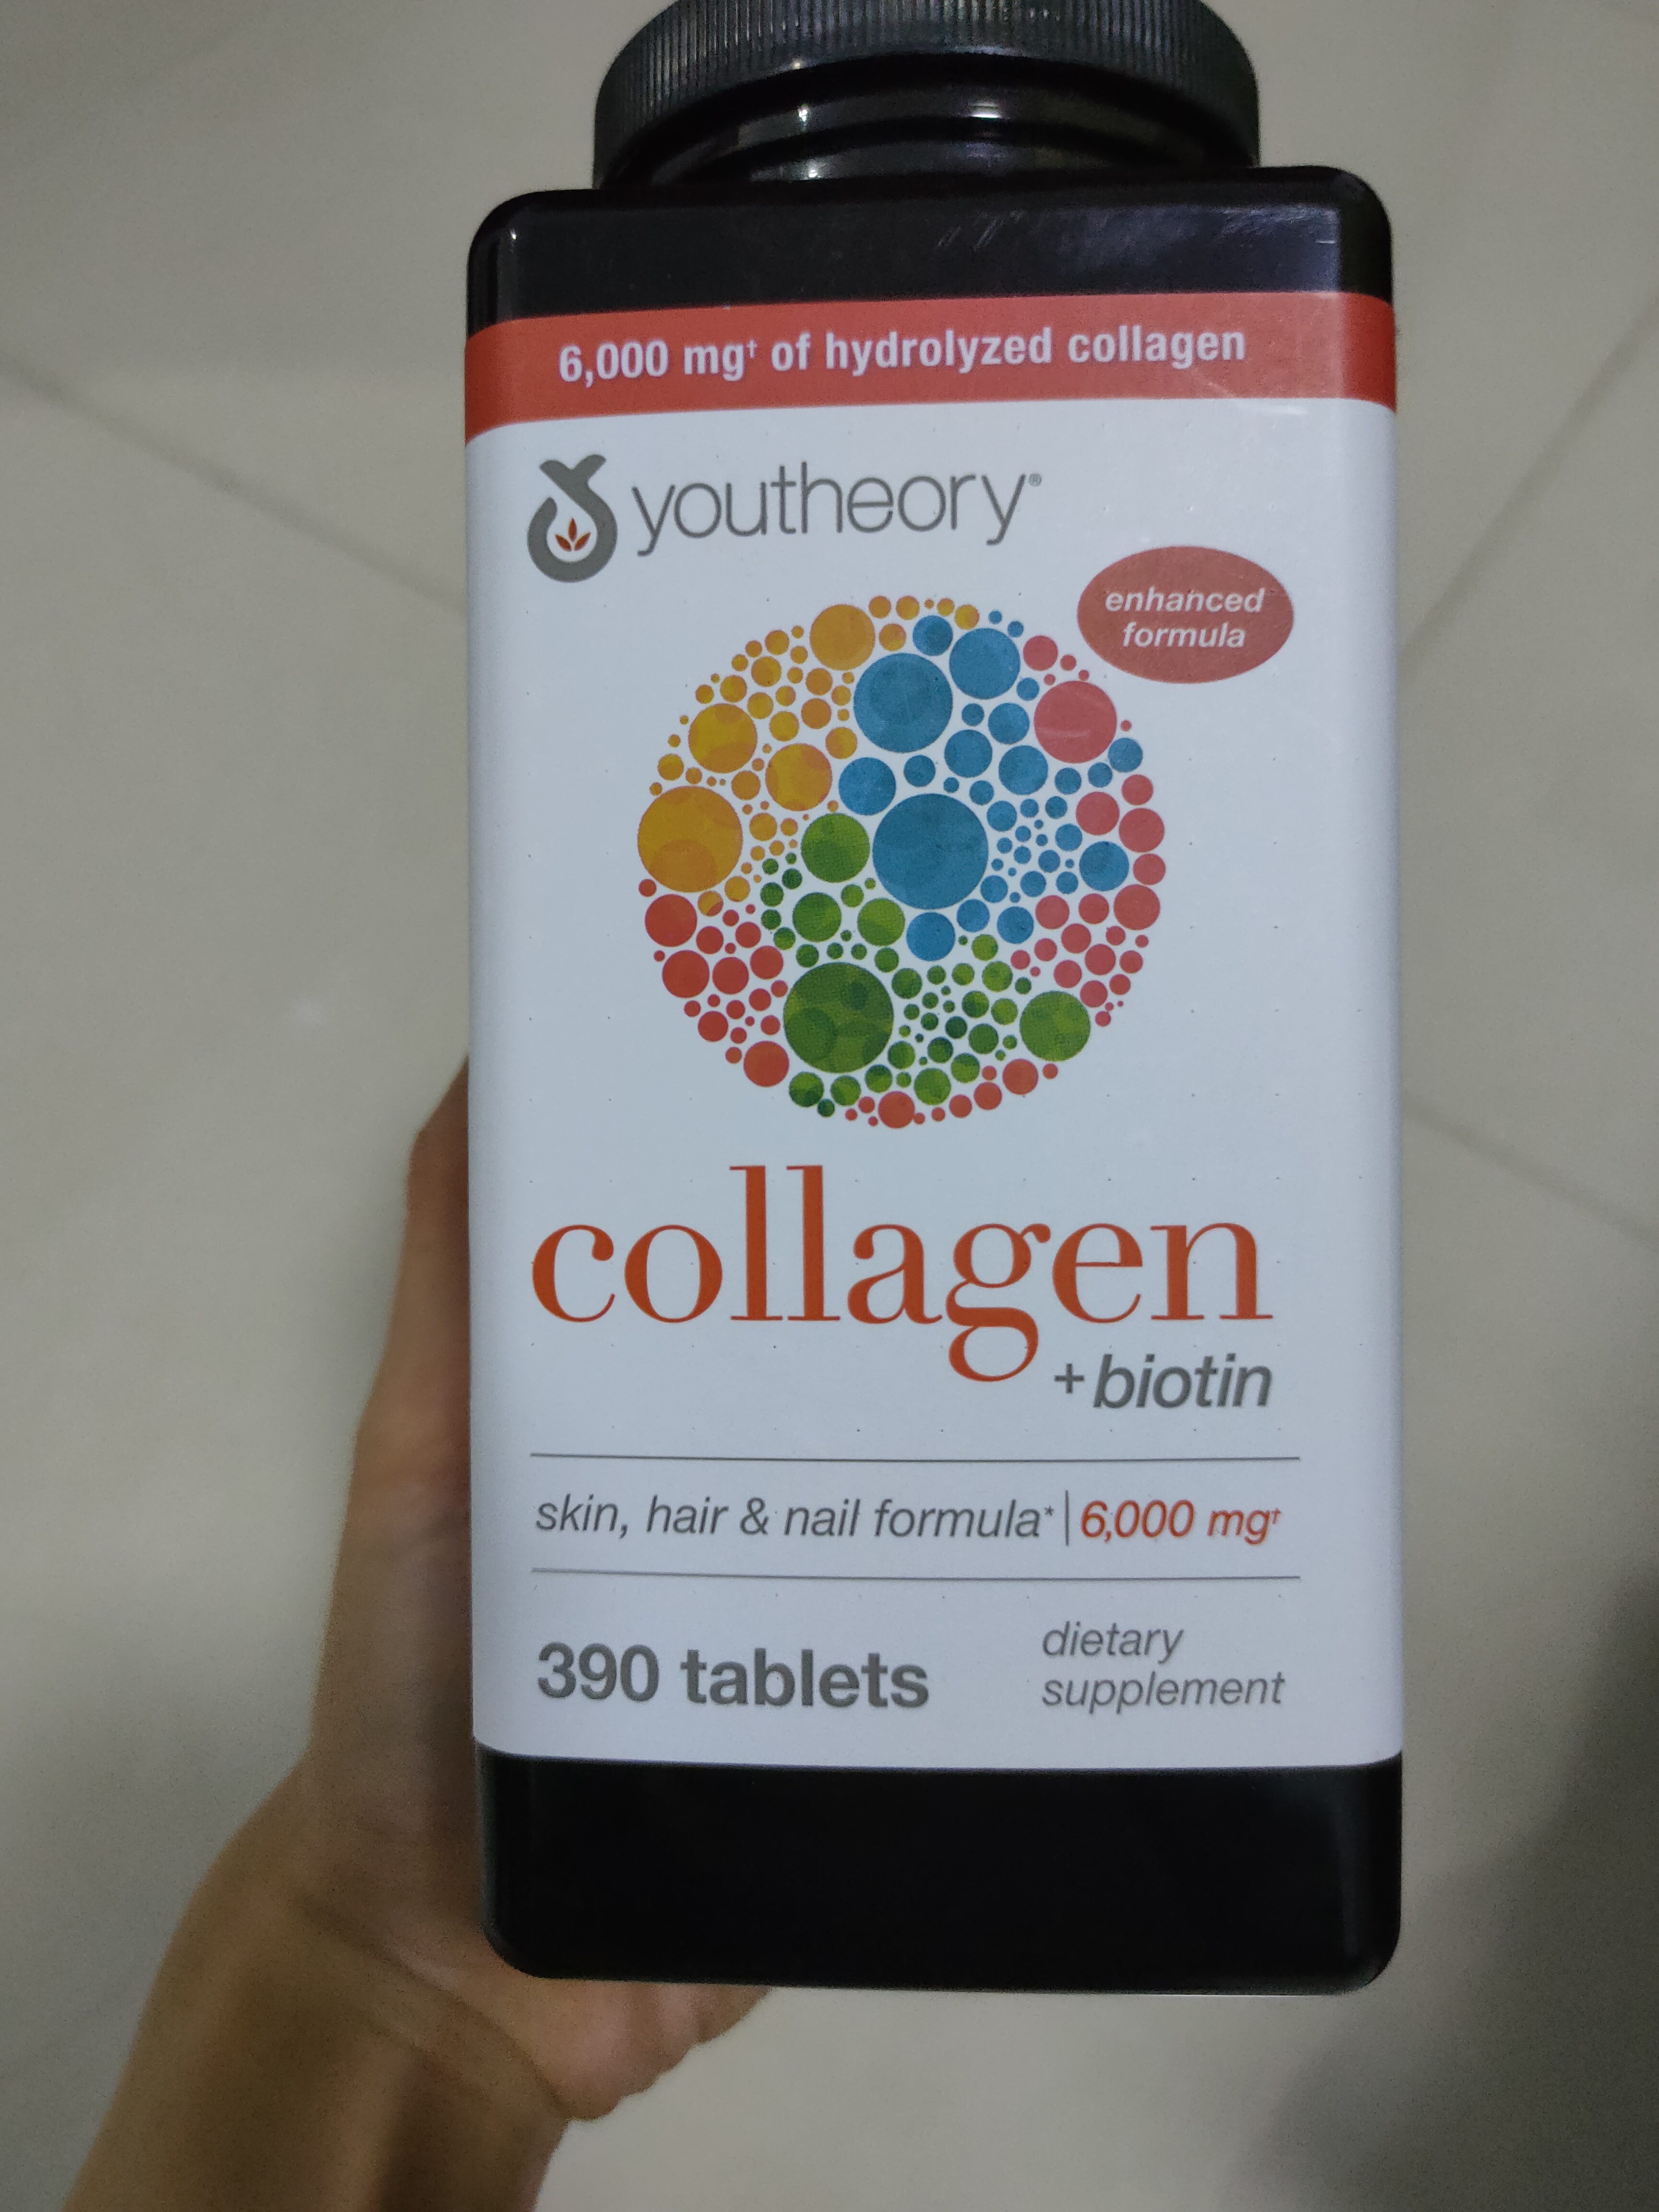 6,000 mg† of hydrolyzed collagen
youtheory®
enhanced
formula
collagen
+biotin
skin, hair & nail formula*|6,000 mg†
390 tablets
dietary
supplement